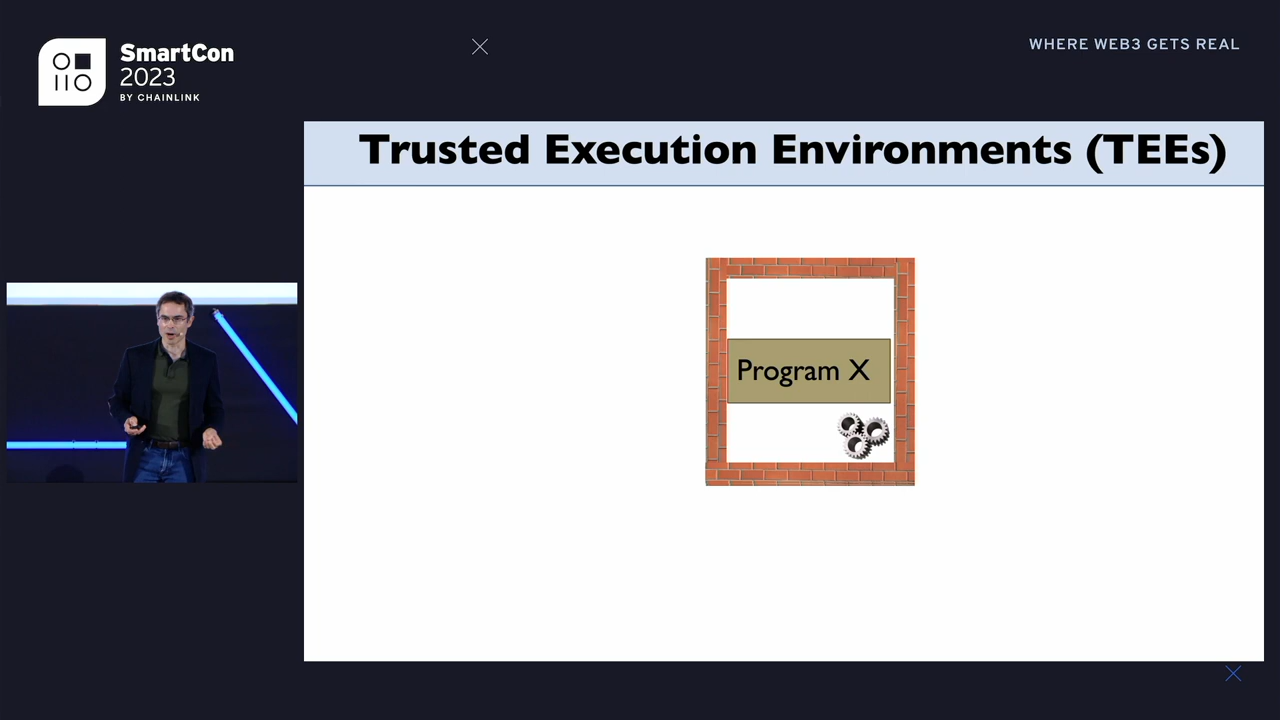 SmartCon
2023
BY CHAINLINK
WHERE WEB3 GETS REAL
Trusted Execution Environments (TEEs)
Program X